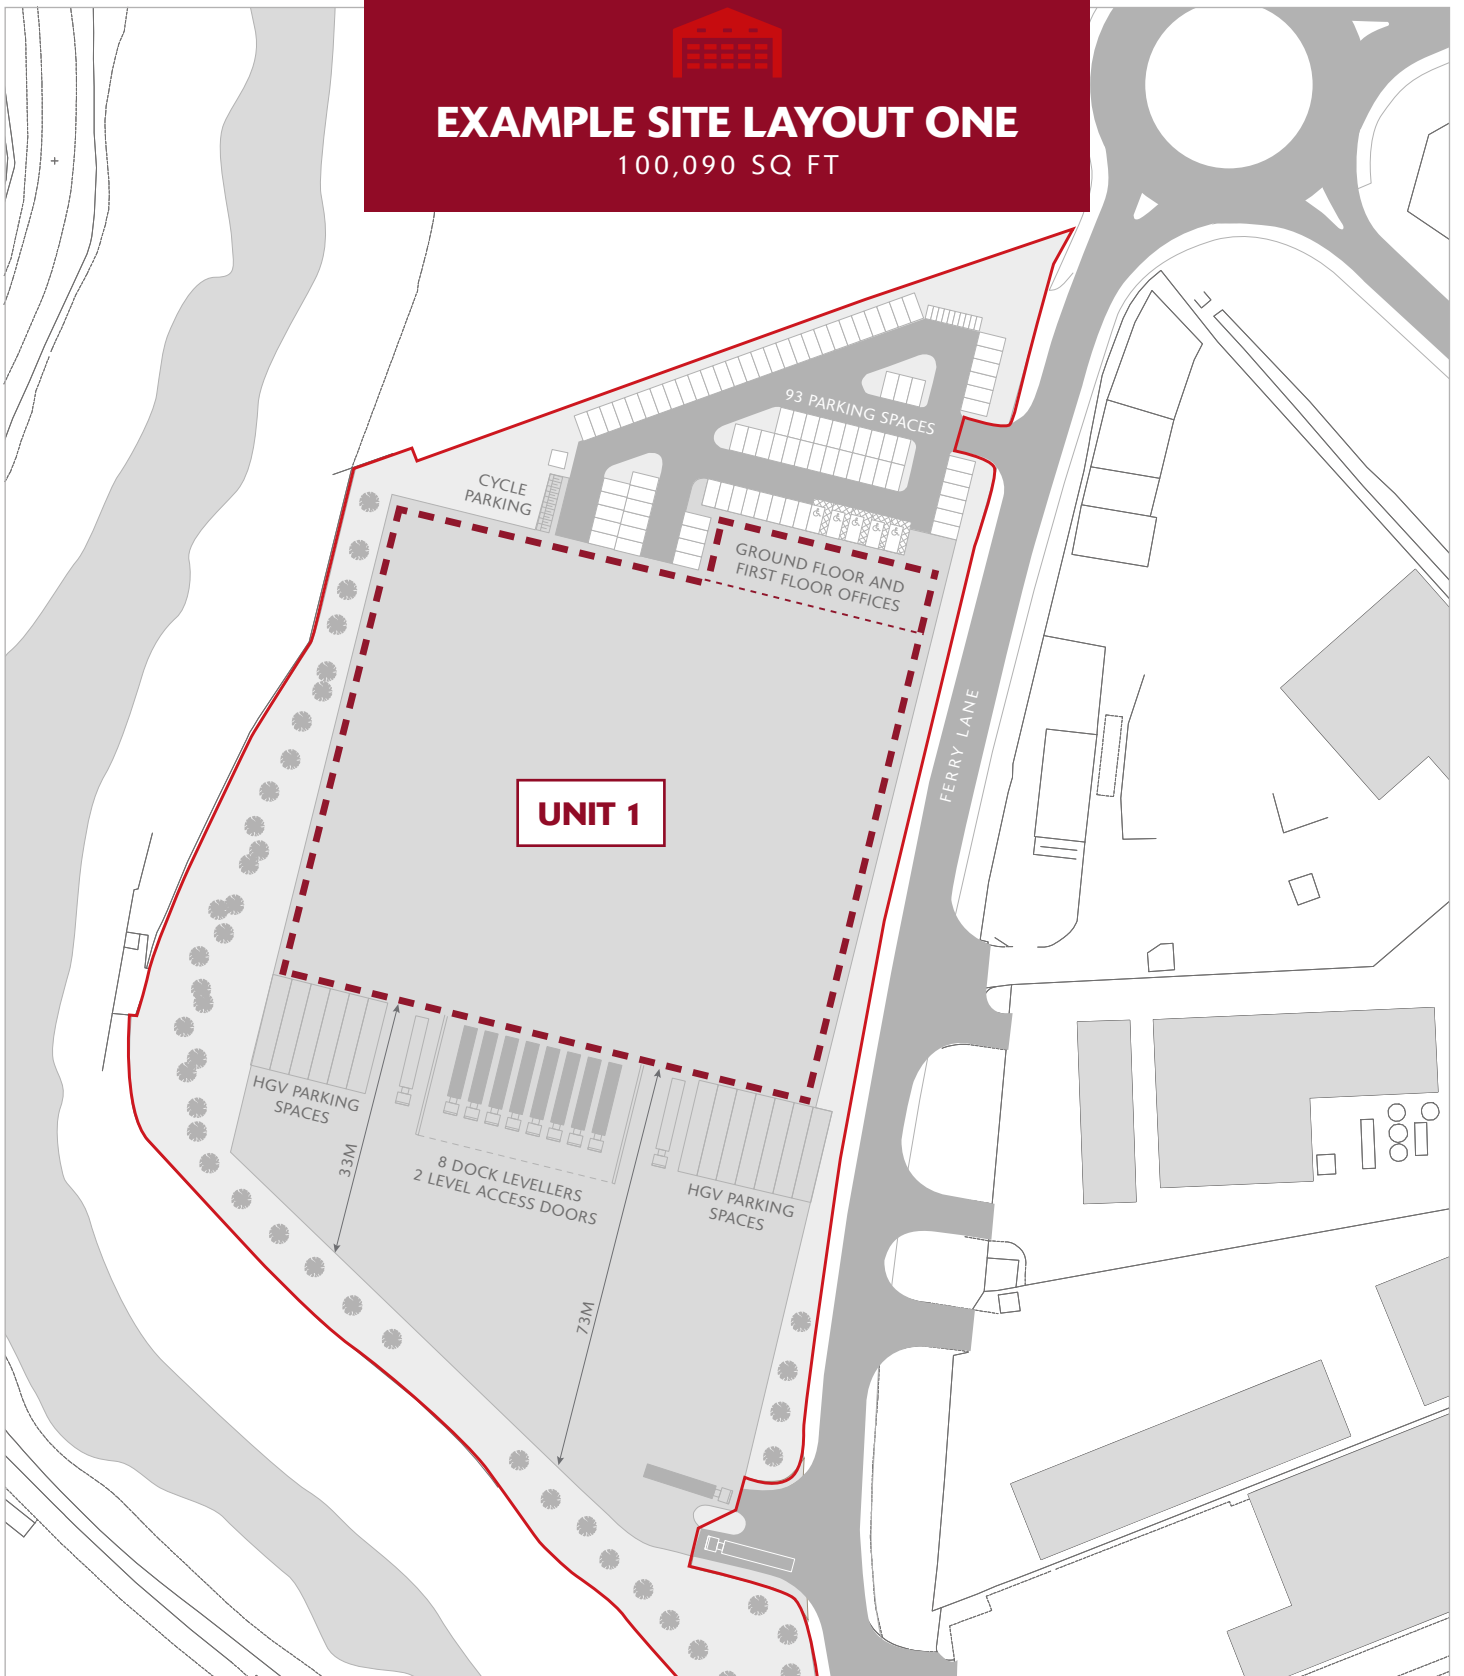 EXAMPLE SITE LAYOUT ONE
100,090 SQ FT
93 PARKING SPACES
CYCLE
PARKING
GROUND FLOOR AND
FIRST FLOOR OFFICES
FERRY LANE
UNIT 1
HGV PARKING
SPACES
33M
8 DOCK LEVELLERS
2 LEVEL ACCESS DOORS
HGV PARKING
SPACES
73M